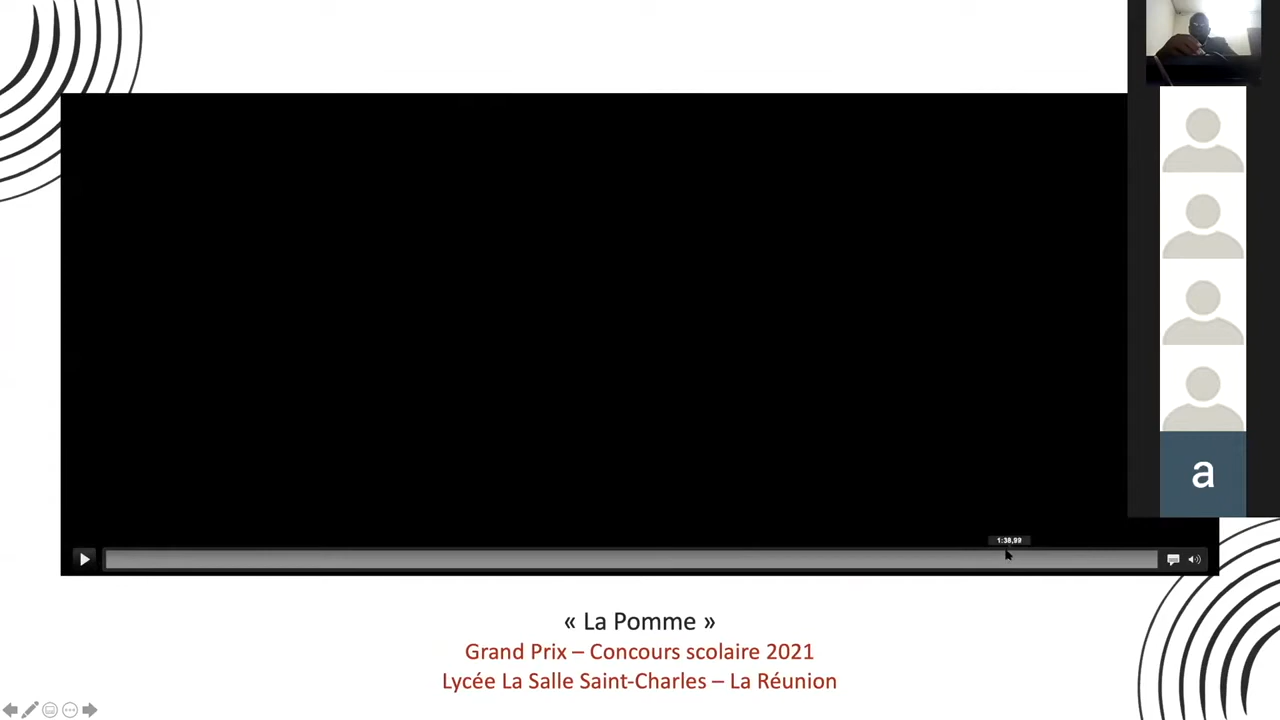 a
1:38,99
« La Pomme »
Grand Prix – Concours scolaire 2021
Lycée La Salle Saint-Charles – La Réunion